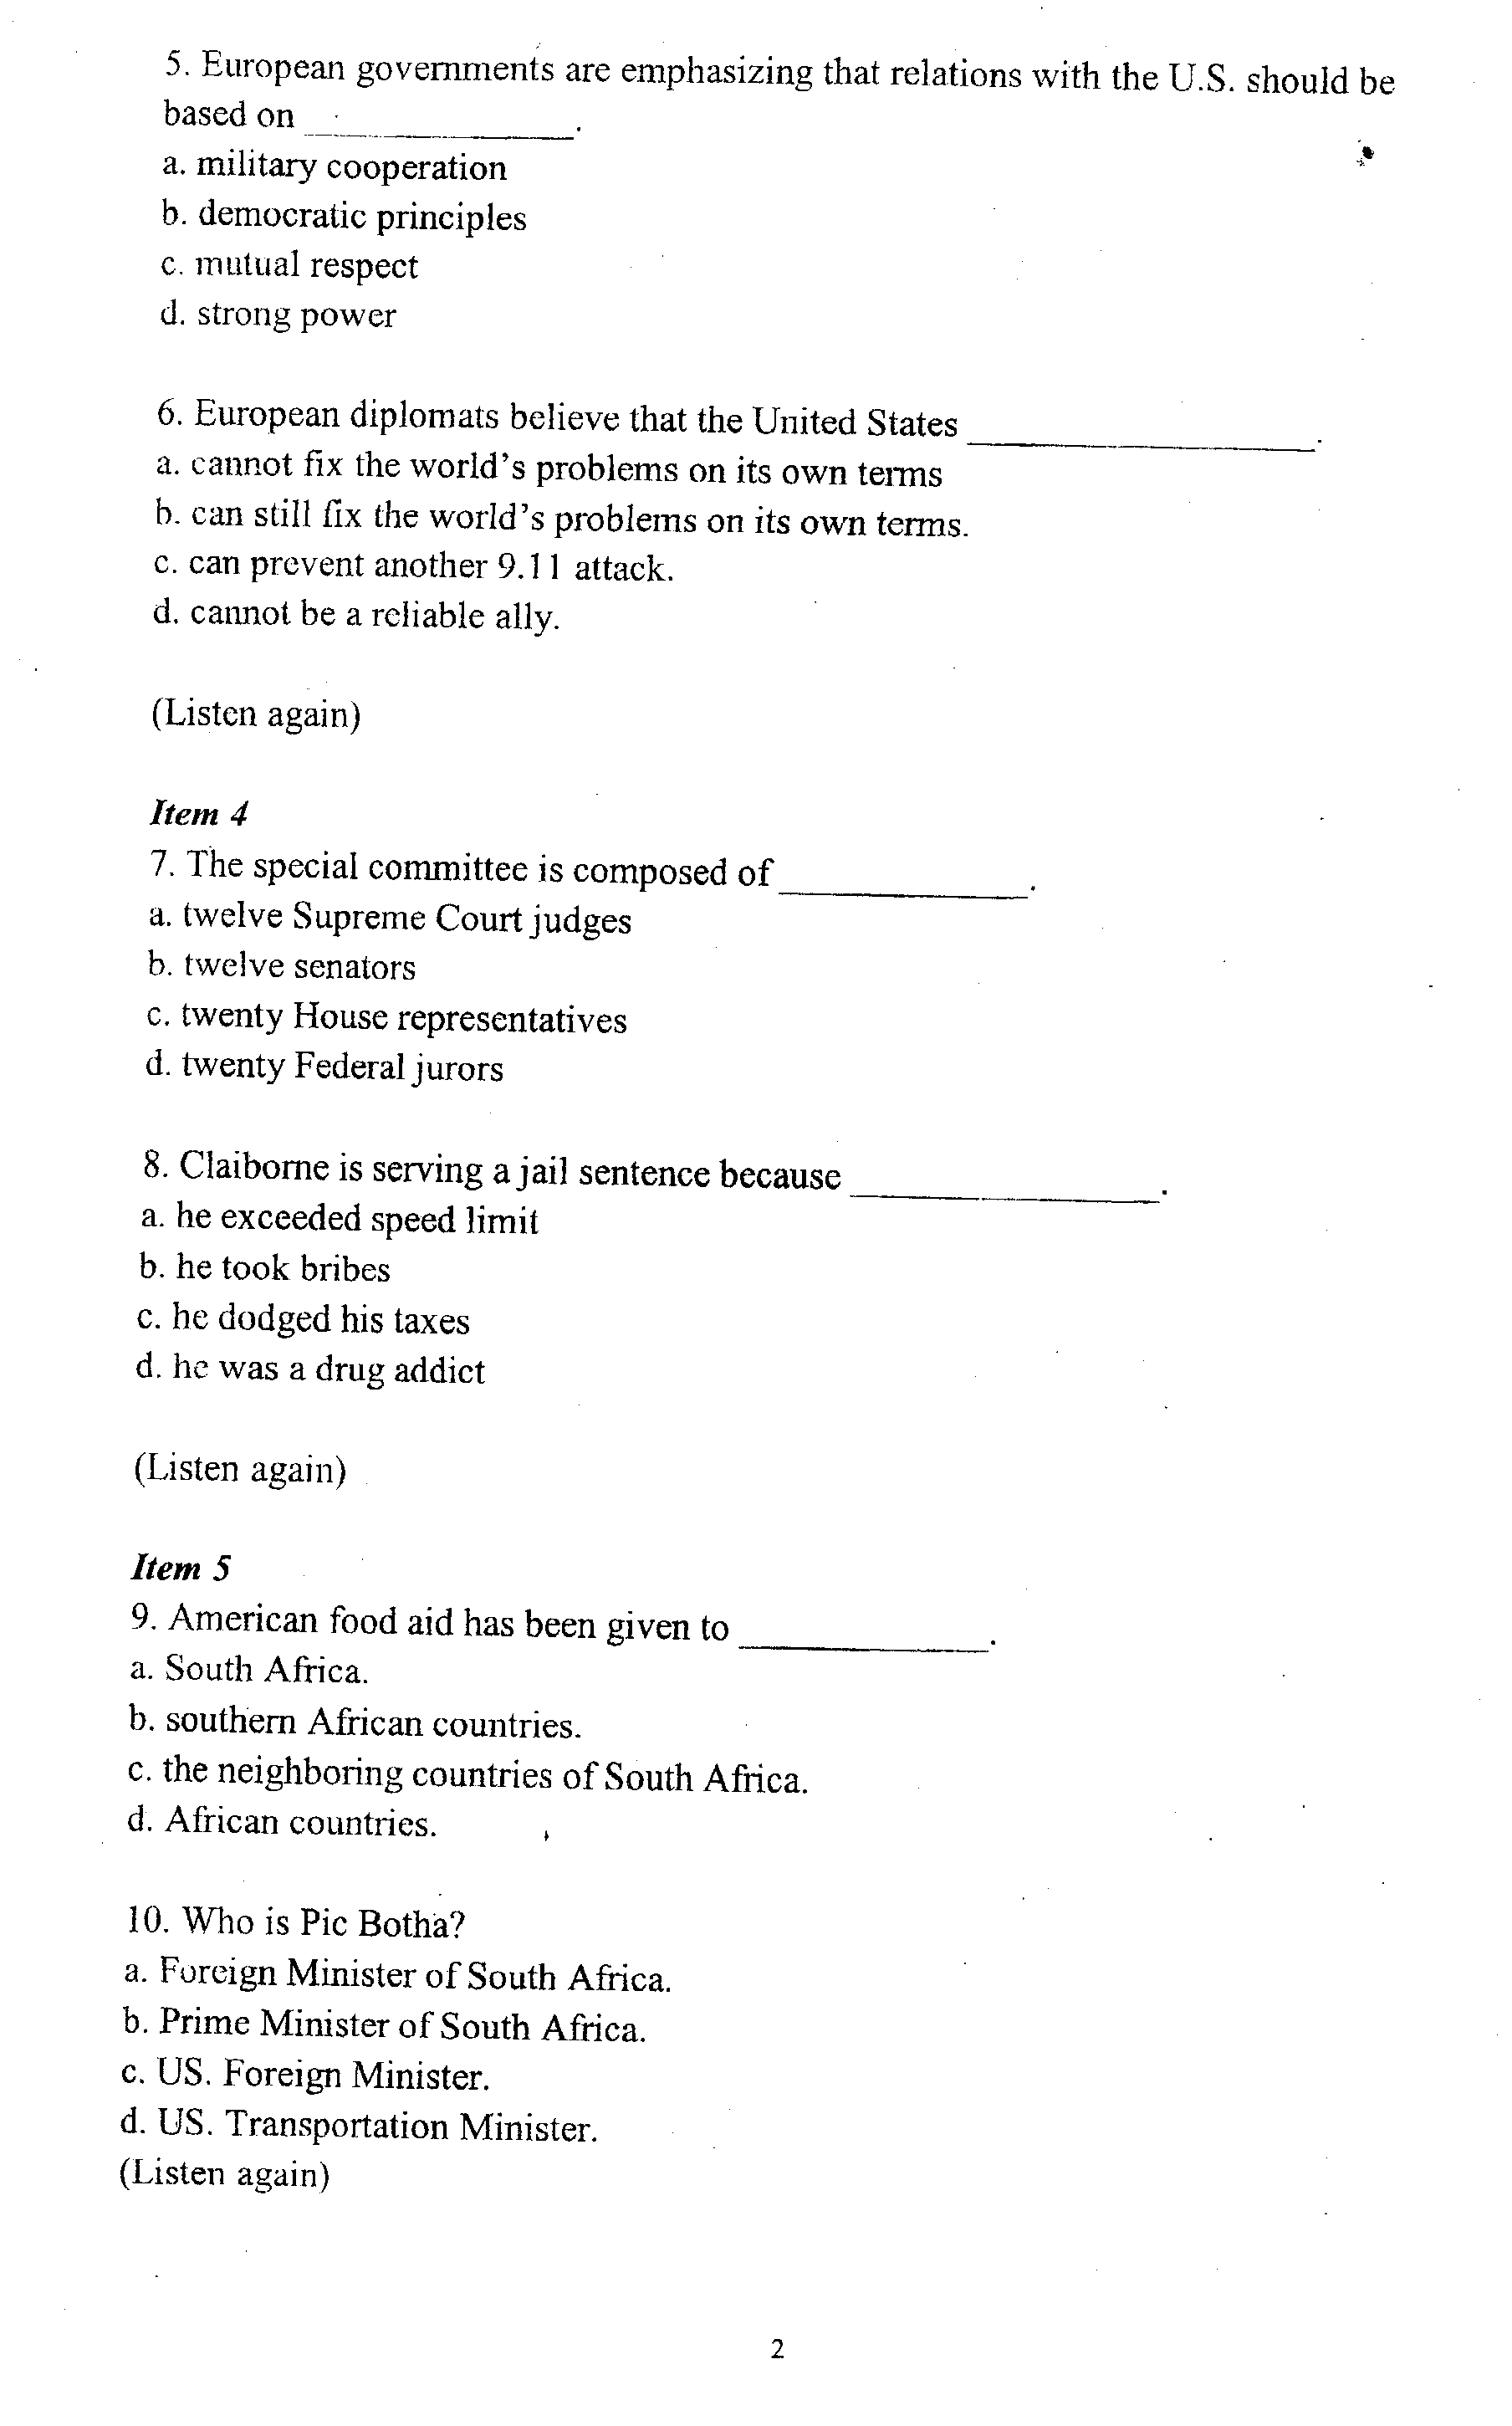 5. European governments are emphasizing that relations with the U.S. should be
based on ____________.
a. military cooperation
b. democratic principles
c. mutual respect
d. strong power
6. European diplomats believe that the United States ________________.
a. cannot fix the world's problems on its own terms
b. can still fix the world's problems on its own terms.
c. can prevent another 9.11 attack.
d. cannot be a reliable ally.
(Listen again)
Item 4
7. The special committee is composed of ____________.
a. twelve Supreme Court judges
b. twelve senators
c. twenty House representatives
d. twenty Federal jurors
8. Claiborne is serving a jail sentence because ______________.
a. he exceeded speed limit
b. he took bribes
c. he dodged his taxes
d. he was a drug addict
(Listen again)
Item 5
9. American food aid has been given to ____________.
a. South Africa.
b. southern African countries.
c. the neighboring countries of South Africa.
d. African countries.
10. Who is Pic Botha?
a. Foreign Minister of South Africa.
b. Prime Minister of South Africa.
c. US. Foreign Minister.
d. US. Transportation Minister.
(Listen again)
2